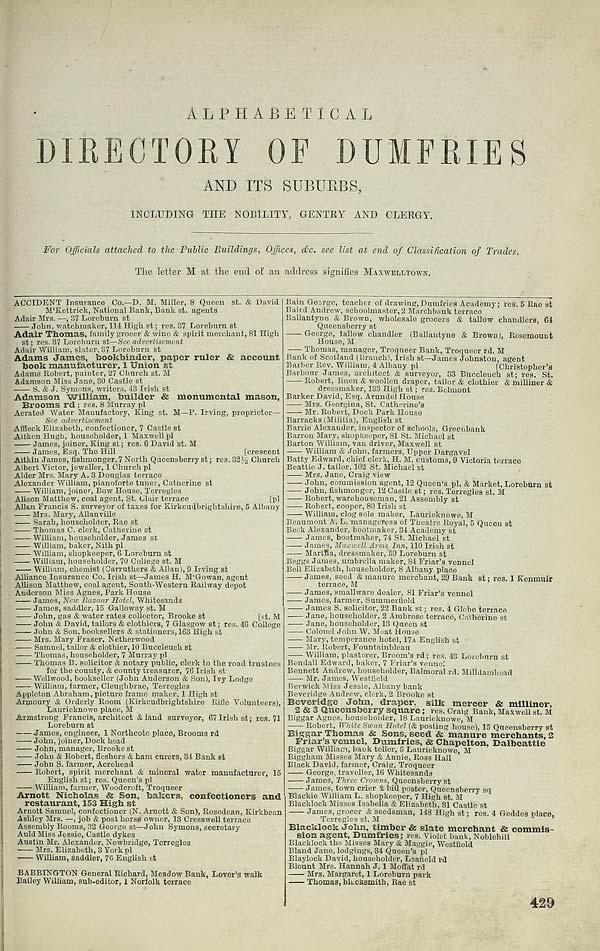 ALPHABETICAL
DIRECTORY OF DUMFRIES
AND ITS SUBURBS,
INCLUDING THE NOBILITY, GENTRY AND CLERGY.
For Officials attached to the Public Buildings, Offices, &c. see list at end of Classification of Trades.
The letter M at the end of an address signifies MAXWELLTOWN.
ACCIDENT Insurance Co.—D. M. Miller, 8 Queen st. & David
M'Kettrick, National Bank, Bank st. agents
Adair Mrs. —, 37 Loreburn st
— John, watchmaker, 114 High st; res. 37 Loreburn st
Adair Thomas, family grocer & wine & spirit merchant, 81 High
st; res. 37 Loreburn st—See advertisement
Adair William, slater, 37 Loreburn st
Adams James, bookbinder, paper ruler & account
book manufacturer, 1 Union st
Adams Robert, painter, 27 Church st. M
Adamson Miss Jane, 30 Castle st
— S. & J. Symons, writers, 43 Irish st
Adamson William, builder & monumental mason,
Brooms rd; res. 8 Murray pl
Aerated Water Manufactory, King st. M—P. Irving, proprietor—
See advertisement
Affleck Elizabeth, confectioner, 7 Castle st
Aitken Hugh, householder, 1 Maxwell pl
— James, joiner, King st; res. 6 David st. M
— James, Esq. The Hill [crescent
Aitkin James, fishmonger, 7 North Queensberry st; res. 32½ Church
Albert Victor, jeweller, 1 Church pl
Alder Mrs. Mary A. 3 Douglas terrace
Alexander William, pianoforte tuner, Catherine st
— William, joiner, Bow House, Terregles
Alison Matthew, coal agent, St. Clair terrace [pl
Allan Francis S. surveyor of taxes for Kirkcudbrightshire, 5 Albany
— Mrs. Mary, Allanville
— Sarah, householder, Rae st
— Thomas C. clerk, Catherine st
— William, householder, James st
— William, baker, Nith pl
— William, shopkeeper, 6 Loreburn st
— William, householder, 70 College st. M
— William, chemist (Carruthers & Allan), 9 Irving st
Alliance Insurance Co. Irish st—James H. M'Gowan, agent
Allison Matthew, coal agent, South-Western Railway depot
Anderson Miss Agnes, Park House
— James, New Bazaar Hotel, Whitesands
— James, saddler, 15 Galloway st. M
— John, gas & water rates collector, Brooke st [st. M
— John & David, tailors & clothiers, 7 Glasgow st; res. 46 College
— John & Son, booksellers & stationers, 163 High st
— Mrs. Mary Fraser, Netherwood
— Samuel, tailor & clothier, 10 Buccleuch st
— Thomas, householder, 7 Murray pl
— Thomas B. solicitor & notary public, clerk to the road trustees
for the county, & county treasurer, 76 Irish st
— Wellwood, bookseller (John Anderson & Son), Ivy Lodge
— William, farmer, Cleughbrae, Terregles
Appleton Abraham, picture frame maker, 1 High st
Armoury & Orderly Room (Kirkcudbrightshire Rifle Volunteers),
Laurieknowe place, M
Armstrong Francis, architect & land surveyor, 67 Irish st; res. 71
Loreburn st
— James, engineer, 1 Northcote place, Brooms rd
— John, joiner, Dock head
— John, manager, Brooke st
— John & Robert, fleshers & ham curers, 34 Bank st
— John S. farmer, Acrehead
— Robert, spirit merchant & mineral water manufacturer, 15
English st; res. Queen's pl
— William, farmer, Woodcroft, Troqueer
Arnott Nicholas & Son, bakers, confectioners and
restaurant, 153 High st
Arnott Samuel, confectioner (N. Arnott & Son), Rosedean, Kirkbean
Ashley Mrs. —, job & post horse owner, 13 Cresswell terrace
Assembly Rooms, 32 George st—John Symons, secretary
Auld Miss Jessie, Castle dykes
Austin Mr. Alexander, Newbridge, Terregles
— Mrs. Elizabeth, 3 York pl
— William, saddler, 76 English st
BABBINGTON General Richard, Meadow Bank, Lover's walk
Bailey William, sub-editor, 1 Norfolk terrace
Bain George, teacher of drawing, Dumfries Academy; res. 5 Rae st
Baird Andrew, schoolmaster, 2 Marchbank terrace
Ballantyne & Brown, wholesale grocers & tallow chandlers, 64
Queensberry st
— George, tallow chandler (Ballantyne & Brown), Rosemount
House, M
— Thomas, manager, Troqueer Bank, Troqueer rd. M
Bank of Scotland (Branch), Irish st—James Johnston, agent
Barber Rev. William, 4 Albany pl [Christopher's
Barbour James, architect & surveyor, 33 Buccleuch st; res. St.
— Robert, linen & woollen draper, tailor & clothier & milliner &
dressmaker, 133 High st; res. Belmont
Barker David, Esq. Arundel House
— Mrs. Georgina, St. Catherine's
— Mr. Robert, Dock Park House
Barracks (Militia), English st
Barrie Alexander, inspector of schools, Greenbank
Barron Mary, shopkeeper, 81 St. Michael st
Barton William, van driver, Maxwell st
— William & John, farmers, Upper Dargavel
Batty Edward, chief clerk, H. M. customs, 9 Victoria terrace
Beattie J. tailor, 102 St. Michael st
— Mrs. Jane, Craig view
— John, commission agent, 12 Queen's pl. & Market, Loreburn st
— John, fishmonger, 12 Castle st; res. Terregles st. M
— Robert, warehouseman, 21 Assembly st
— Robert, cooper, 80 Irish st
— William, clog sole maker, Laurieknowe, M
Beaumont A. L. manageress of Theatre Royal, 5 Queen st
Beck Alexander, bootmaker, 34 Academy st
— James, bootmaker, 74 St. Michael st
— James, Maxwell Arms Inn, 110 Irish st
— Martha, dressmaker, 59 Loreburn st
Beggs James, umbrella maker, 84 Friar's vennel
Bell Elizabeth, householder, 8 Albany place
— James, seed & manure merchant, 29 Bank st; res. 1 Kenmuir
terrace, M
— James, smallware dealer, 81 Friar's vennel
— James, farmer, Summerfield
— James S. solicitor, 22 Bank st; res. 4 Glebe terrace
— Jane, householder, 2 Ambrose terrace, Catherine st
— Jane, householder, 13 Queen st
— Colonel John W. Moat House
— Mary, temperance hotel, 17A English st
— Mr. Robert, Fountainbleau
— William, plasterer, Broom's rd; res. 43 Loreburn st
Bendall Edward, baker, 7 Friar's vennel
Bennett Andrew, householder, Balmoral rd. Milldamhead
— Mr. James, Westfield
Berwick Miss Jessie, Albany bank
Beveridge Andrew, clerk, 2 Brooke st
Beveridge John, draper, silk mercer & milliner,
2 & 3 Queensberry square; res. Craig Bank, Maxwell st. M
Biggar Agnes, householder, 18 Laurieknowe, M
— Robert, White Swan Hotel (& posting house), 15 Queensberry st
Biggar Thomas & Sons, seed & manure merchants, 2
Friar's vennel, Dumfries, & Chapelton, Dalbeattie
Biggar William, bank teller, 5 Laurieknowe, M
Biggham Misses Mary & Annie, Ross Hall
Black David, farmer, Craig, Troqueer
— George, traveller, 16 Whitesands
— James, Three Crowns, Queensberry st
— James, town crier & bill poster, Queensberry sq
Blackie William L. shopkeeper, 7 High st. M
Blacklock Misses Isabella & Elizabeth, 31 Castle st
— James, grocer & seedsman, 148 High st; res. 4 Geddes place,
Terregles st. M
Blacklock John, timber & slate merchant & commis-
sion agent, Dumfries; res. Violet bank, Noblehill
Blacklock the Misses Mary & Maggie, Westfield
Bland Jane, lodgings, 34 Queen's pl
Blaylock David, householder, Leafield rd
Blount Mrs. Hannah J. 1 Moffat rd
— Mrs. Margaret, 1 Loreburn park
— Thomas, blacksmith, Rae st
429